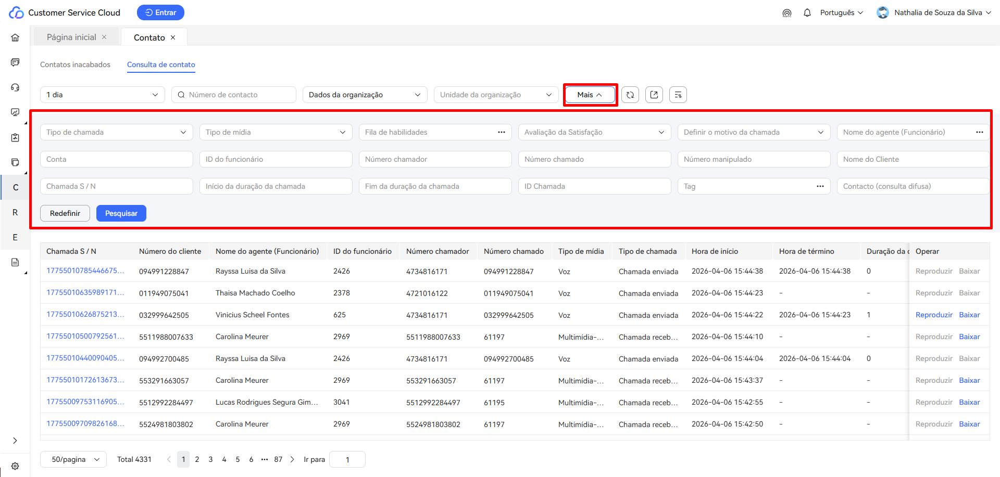 Customer Service Cloud Entrar Português Nathalia de Souza da Silva
Página inicial Contato
Contatos inacabados Consulta de contato
1 dia Número de contacto Dados da organização Unidade da organização Mais
Tipo de chamada Tipo de mídia Fila de habilidades ••• Avaliação da Satisfação Definir o motivo da chamada Nome do agente (Funcionário) •••
Conta ID do funcionário Número chamador Número chamado Número manipulado Nome do Cliente
C
Chamada S / N Início da duração da chamada Fim da duração da chamada ID Chamada Tag ••• Contacto (consulta difusa)
R
Redefinir Pesquisar
E
Chamada S / N Número do cliente Nome do agente (Funcionário) ID do funcionário Número chamador Número chamado Tipo de mídia Tipo de chamada Hora de início Hora de término Duração da c Operar
17755010785446675... 094991228847 Rayssa Luisa da Silva 2426 4734816171 094991228847 Voz Chamada enviada 2026-04-06 15:44:38 2026-04-06 15:44:38 0 Reproduzir Baixar
17755010635989171... 011949075041 Thaisa Machado Coelho 2378 4721016122 011949075041 Voz Chamada enviada 2026-04-06 15:44:23 - - Reproduzir Baixar
17755010626875213... 032999642505 Vinicius Scheel Fontes 625 4734816171 032999642505 Voz Chamada enviada 2026-04-06 15:44:22 2026-04-06 15:44:23 1 Reproduzir Baixar
17755010500792561... 5511988007633 Carolina Meurer 2969 5511988007633 61197 Multimídia-... Chamada receb... 2026-04-06 15:44:10 - - Reproduzir Baixar
17755010440090405... 094992700485 Rayssa Luisa da Silva 2426 4734816171 094992700485 Voz Chamada enviada 2026-04-06 15:44:04 2026-04-06 15:44:04 0 Reproduzir Baixar
17755010172613673... 553291663057 Carolina Meurer 2969 553291663057 61197 Multimídia-... Chamada receb... 2026-04-06 15:43:37 - - Reproduzir Baixar
17755009753116905... 5512992284497 Lucas Rodrigues Segura Gim... 3041 5512992284497 61195 Multimídia-... Chamada receb... 2026-04-06 15:42:55 - - Reproduzir Baixar
17755009709826168... 5524981803802 Carolina Meurer 2969 5524981803802 61197 Multimídia-... Chamada receb... 2026-04-06 15:42:50 - - Reproduzir Baixar
50/pagina Total 4331 1 2 3 4 5 6 ••• 87 Ir para 1